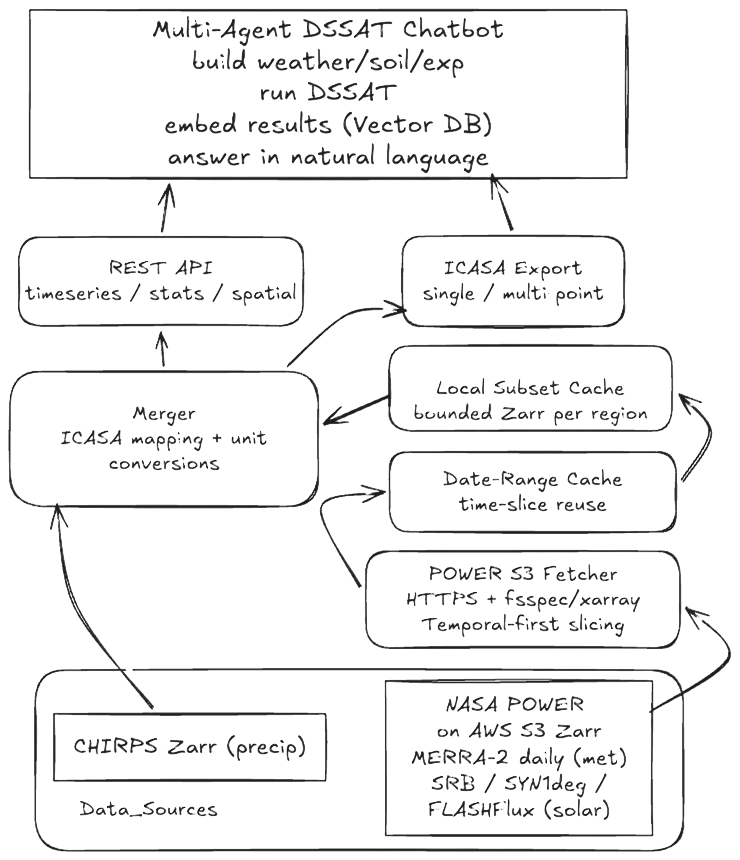 Multi-Agent DSSAT Chatbot
build weather/soil/exp
run DSSAT
embed results (Vector DB)
answer in natural language
REST API
timeseries / stats / spatial
ICASA Export
single / multi point
Merger
ICASA mapping + unit
conversions
Local Subset Cache
bounded Zarr per region
Date-Range Cache
time-slice reuse
POWER S3 Fetcher
HTTPS + fsspec/xarray
Temporal-first slicing
CHIRPS Zarr (precip)
Data_Sources
NASA POWER
on AWS S3 Zarr
MERRA-2 daily (met)
SRB / SYN1deg /
FLASHFlux (solar)